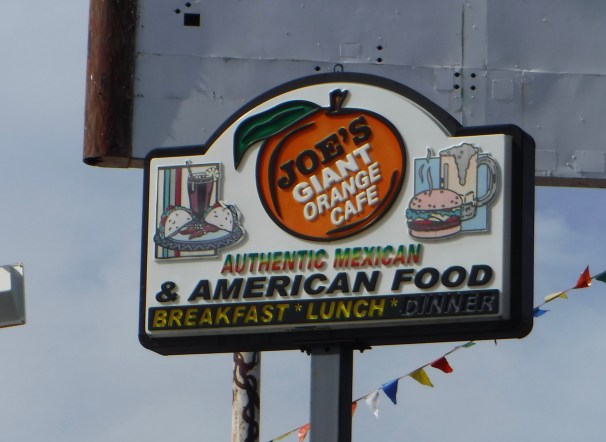 JOE'S
GIANT
ORANGE
CAFE
AUTHENTIC MEXICAN
& AMERICAN FOOD
BREAKFAST * LUNCH * DINNER